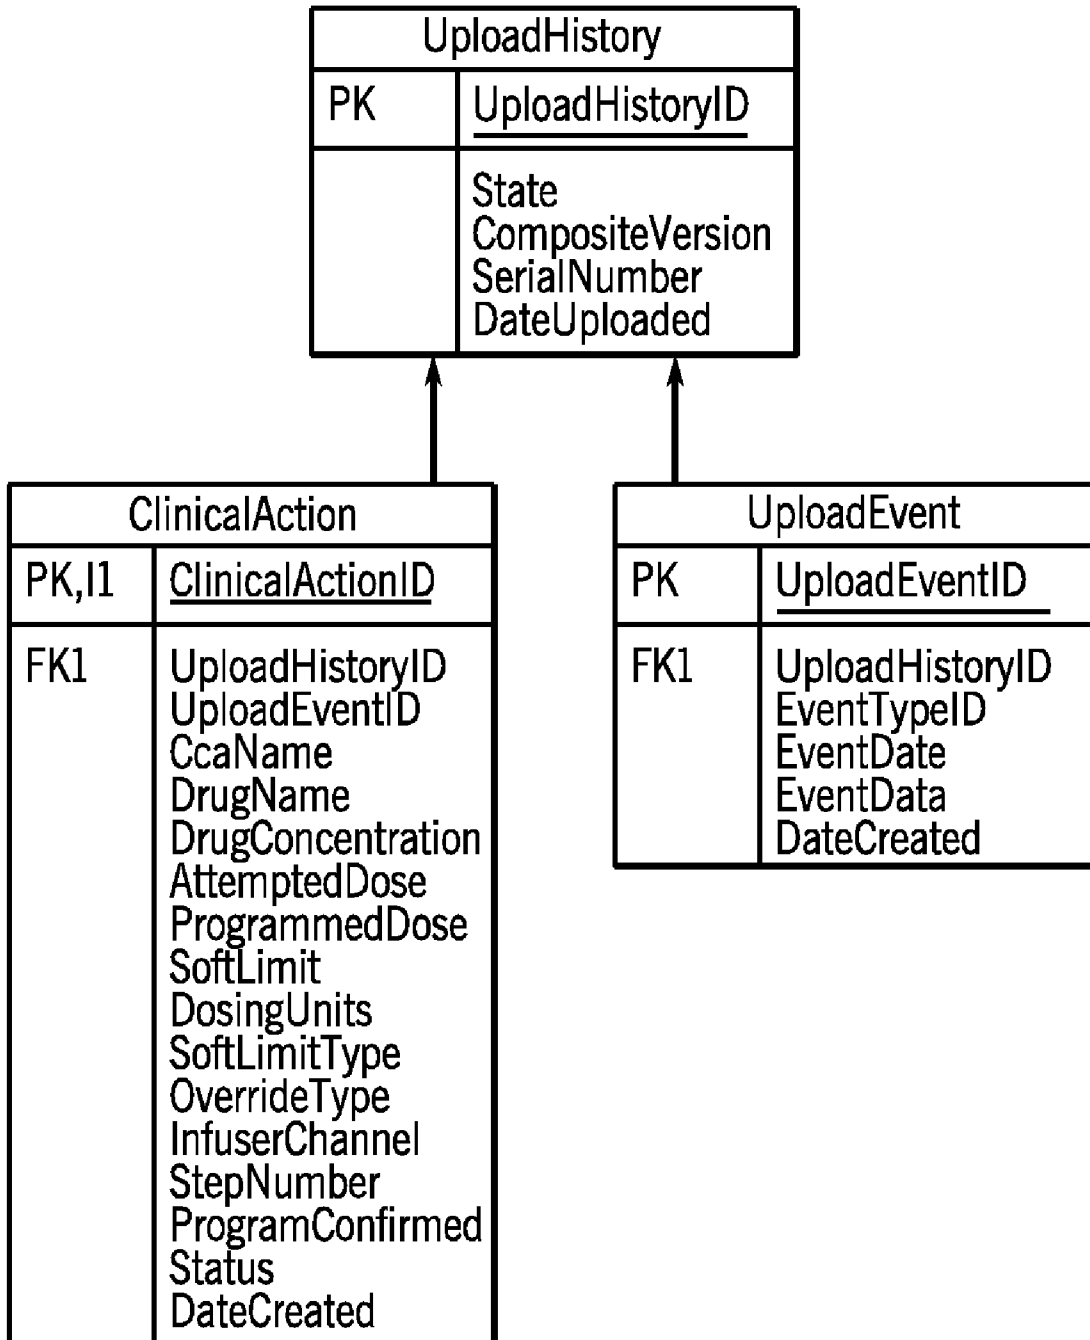 UploadHistory
PK UploadHistoryID
State
CompositeVersion
SerialNumber
DateUploaded
ClinicalAction
PK,I1 ClinicalActionID
FK1 UploadHistoryID
UploadEventID
CcaName
DrugName
DrugConcentration
AttemptedDose
ProgrammedDose
SoftLimit
DosingUnits
SoftLimitType
OverrideType
InfuserChannel
StepNumber
ProgramConfirmed
Status
DateCreated
UploadEvent
PK UploadEventID
FK1 UploadHistoryID
EventTypeID
EventDate
EventData
DateCreated